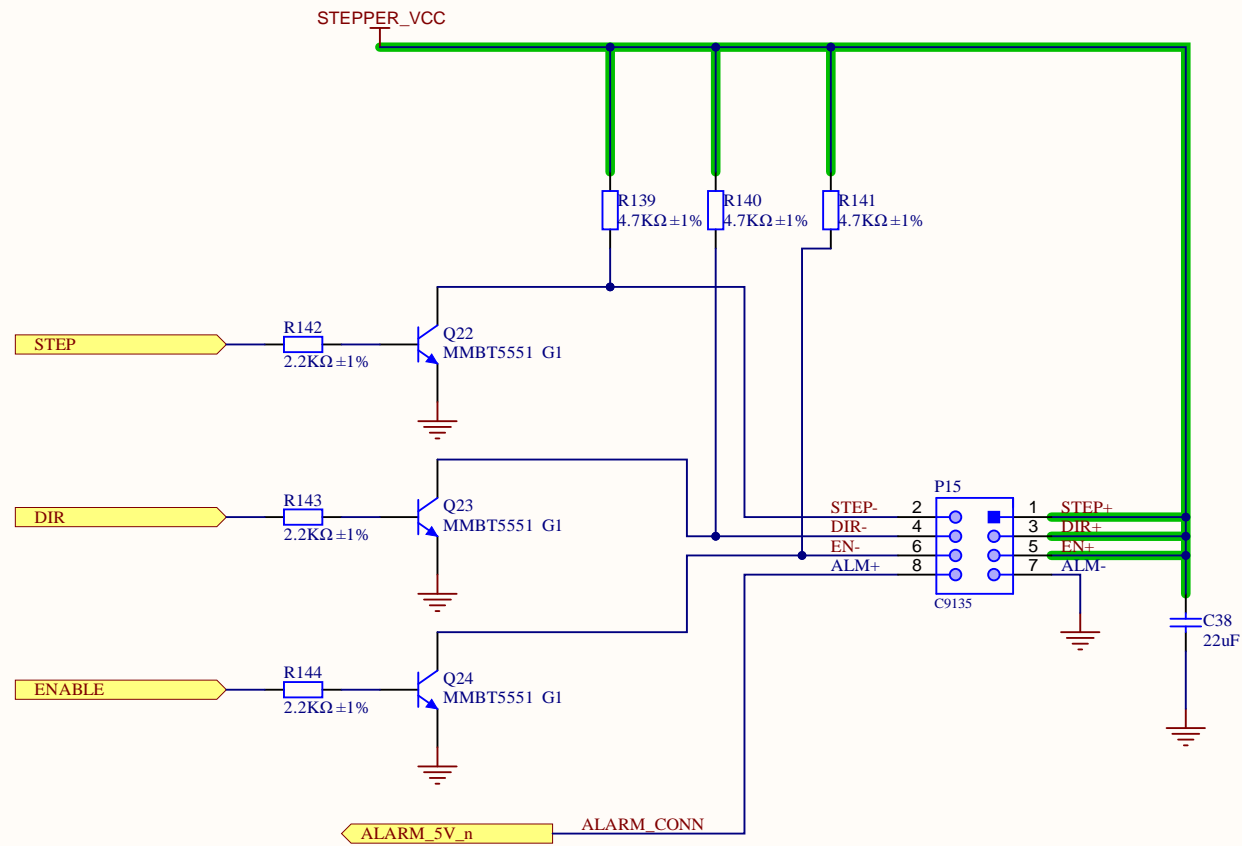 STEPPER_VCC
R139
4.7KΩ±1%
R140
4.7KΩ±1%
R141
4.7KΩ±1%
STEP
R142
2.2KΩ±1%
Q22
MMBT5551 G1
DIR
R143
2.2KΩ±1%
Q23
MMBT5551 G1
P15
STEP- 2 1 STEP+
DIR- 4 3 DIR+
EN- 6 5 EN+
ALM+ 8 7 ALM-
C9135
C38
22uF
ENABLE
R144
2.2KΩ±1%
Q24
MMBT5551 G1
ALARM_5V_n
ALARM_CONN